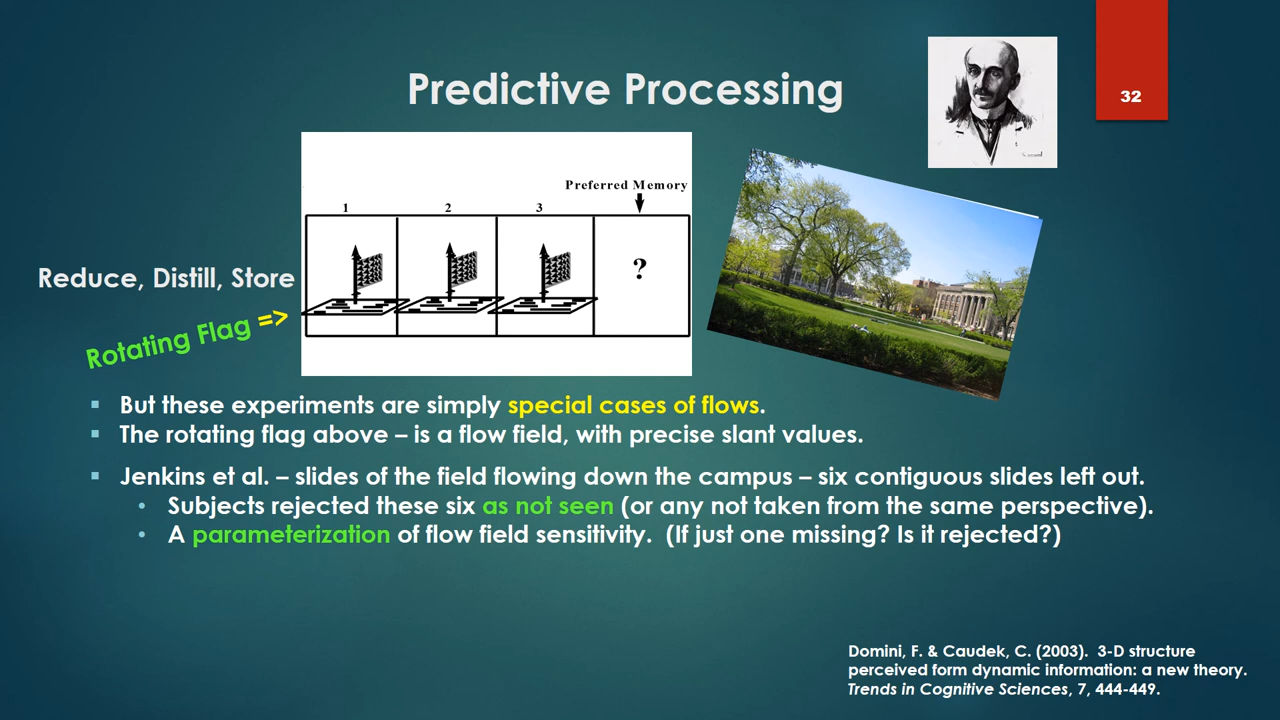 Predictive Processing
32
Preferred Memory
1 2 3
?
Reduce, Distill, Store
Rotating Flag =>
But these experiments are simply special cases of flows.
The rotating flag above – is a flow field, with precise slant values.
Jenkins et al. – slides of the field flowing down the campus – six contiguous slides left out.
Subjects rejected these six as not seen (or any not taken from the same perspective).
A parameterization of flow field sensitivity. (If just one missing? Is it rejected?)
Domini, F. & Caudek, C. (2003). 3-D structure
perceived form dynamic information: a new theory.
Trends in Cognitive Sciences, 7, 444-449.